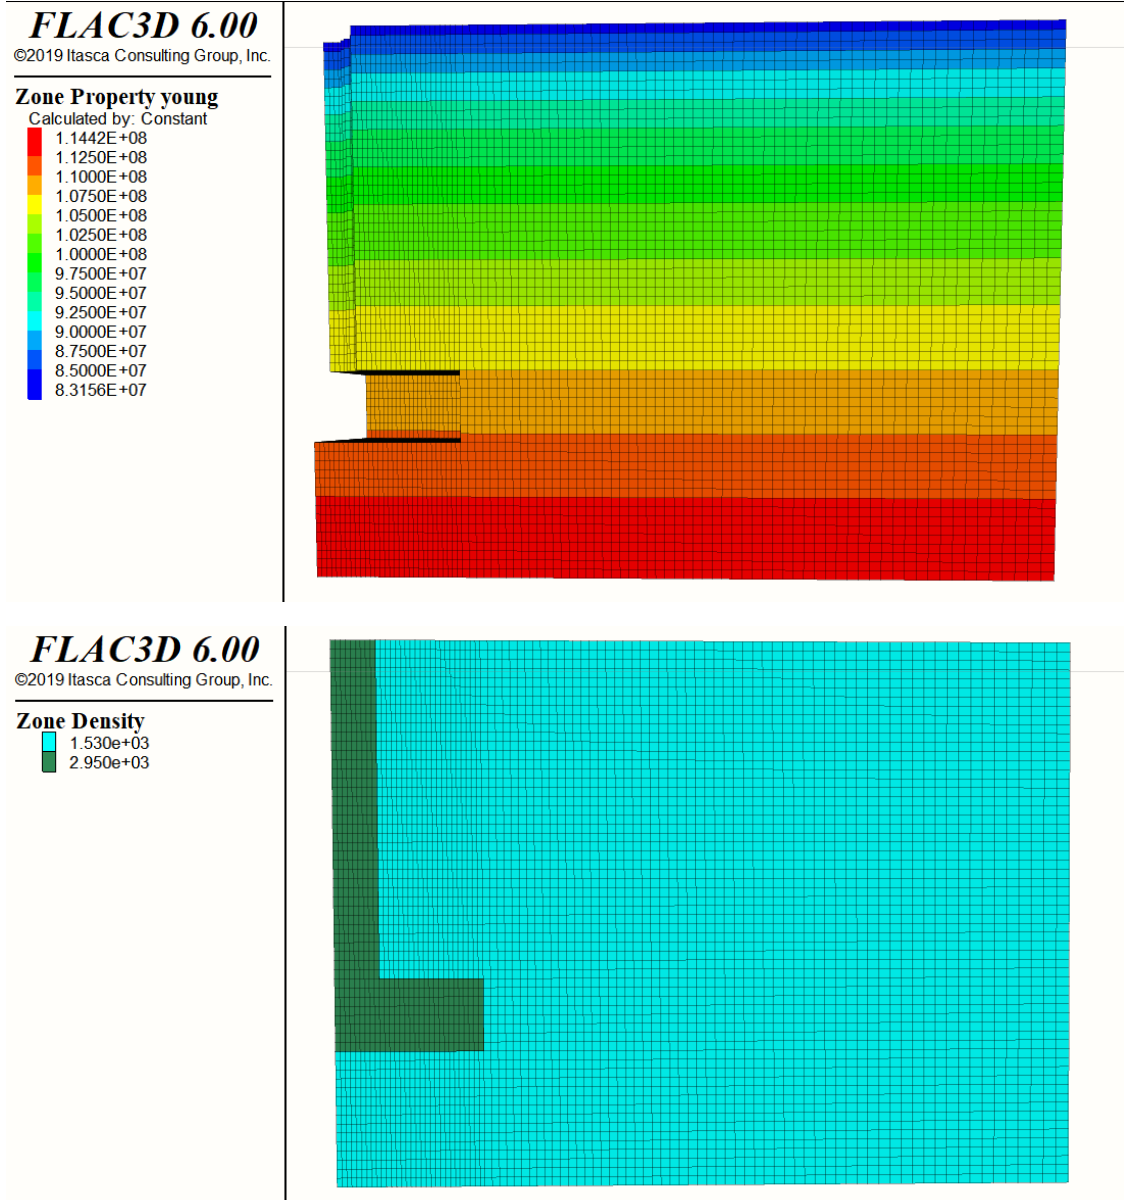 FLAC3D 6.00
©2019 Itasca Consulting Group, Inc.
Zone Property young
Calculated by: Constant
1.1442E+08
1.1250E+08
1.1000E+08
1.0750E+08
1.0500E+08
1.0250E+08
1.0000E+08
9.7500E+07
9.5000E+07
9.2500E+07
9.0000E+07
8.7500E+07
8.5000E+07
8.3156E+07
FLAC3D 6.00
©2019 Itasca Consulting Group, Inc.
Zone Density
1.530e+03
2.950e+03